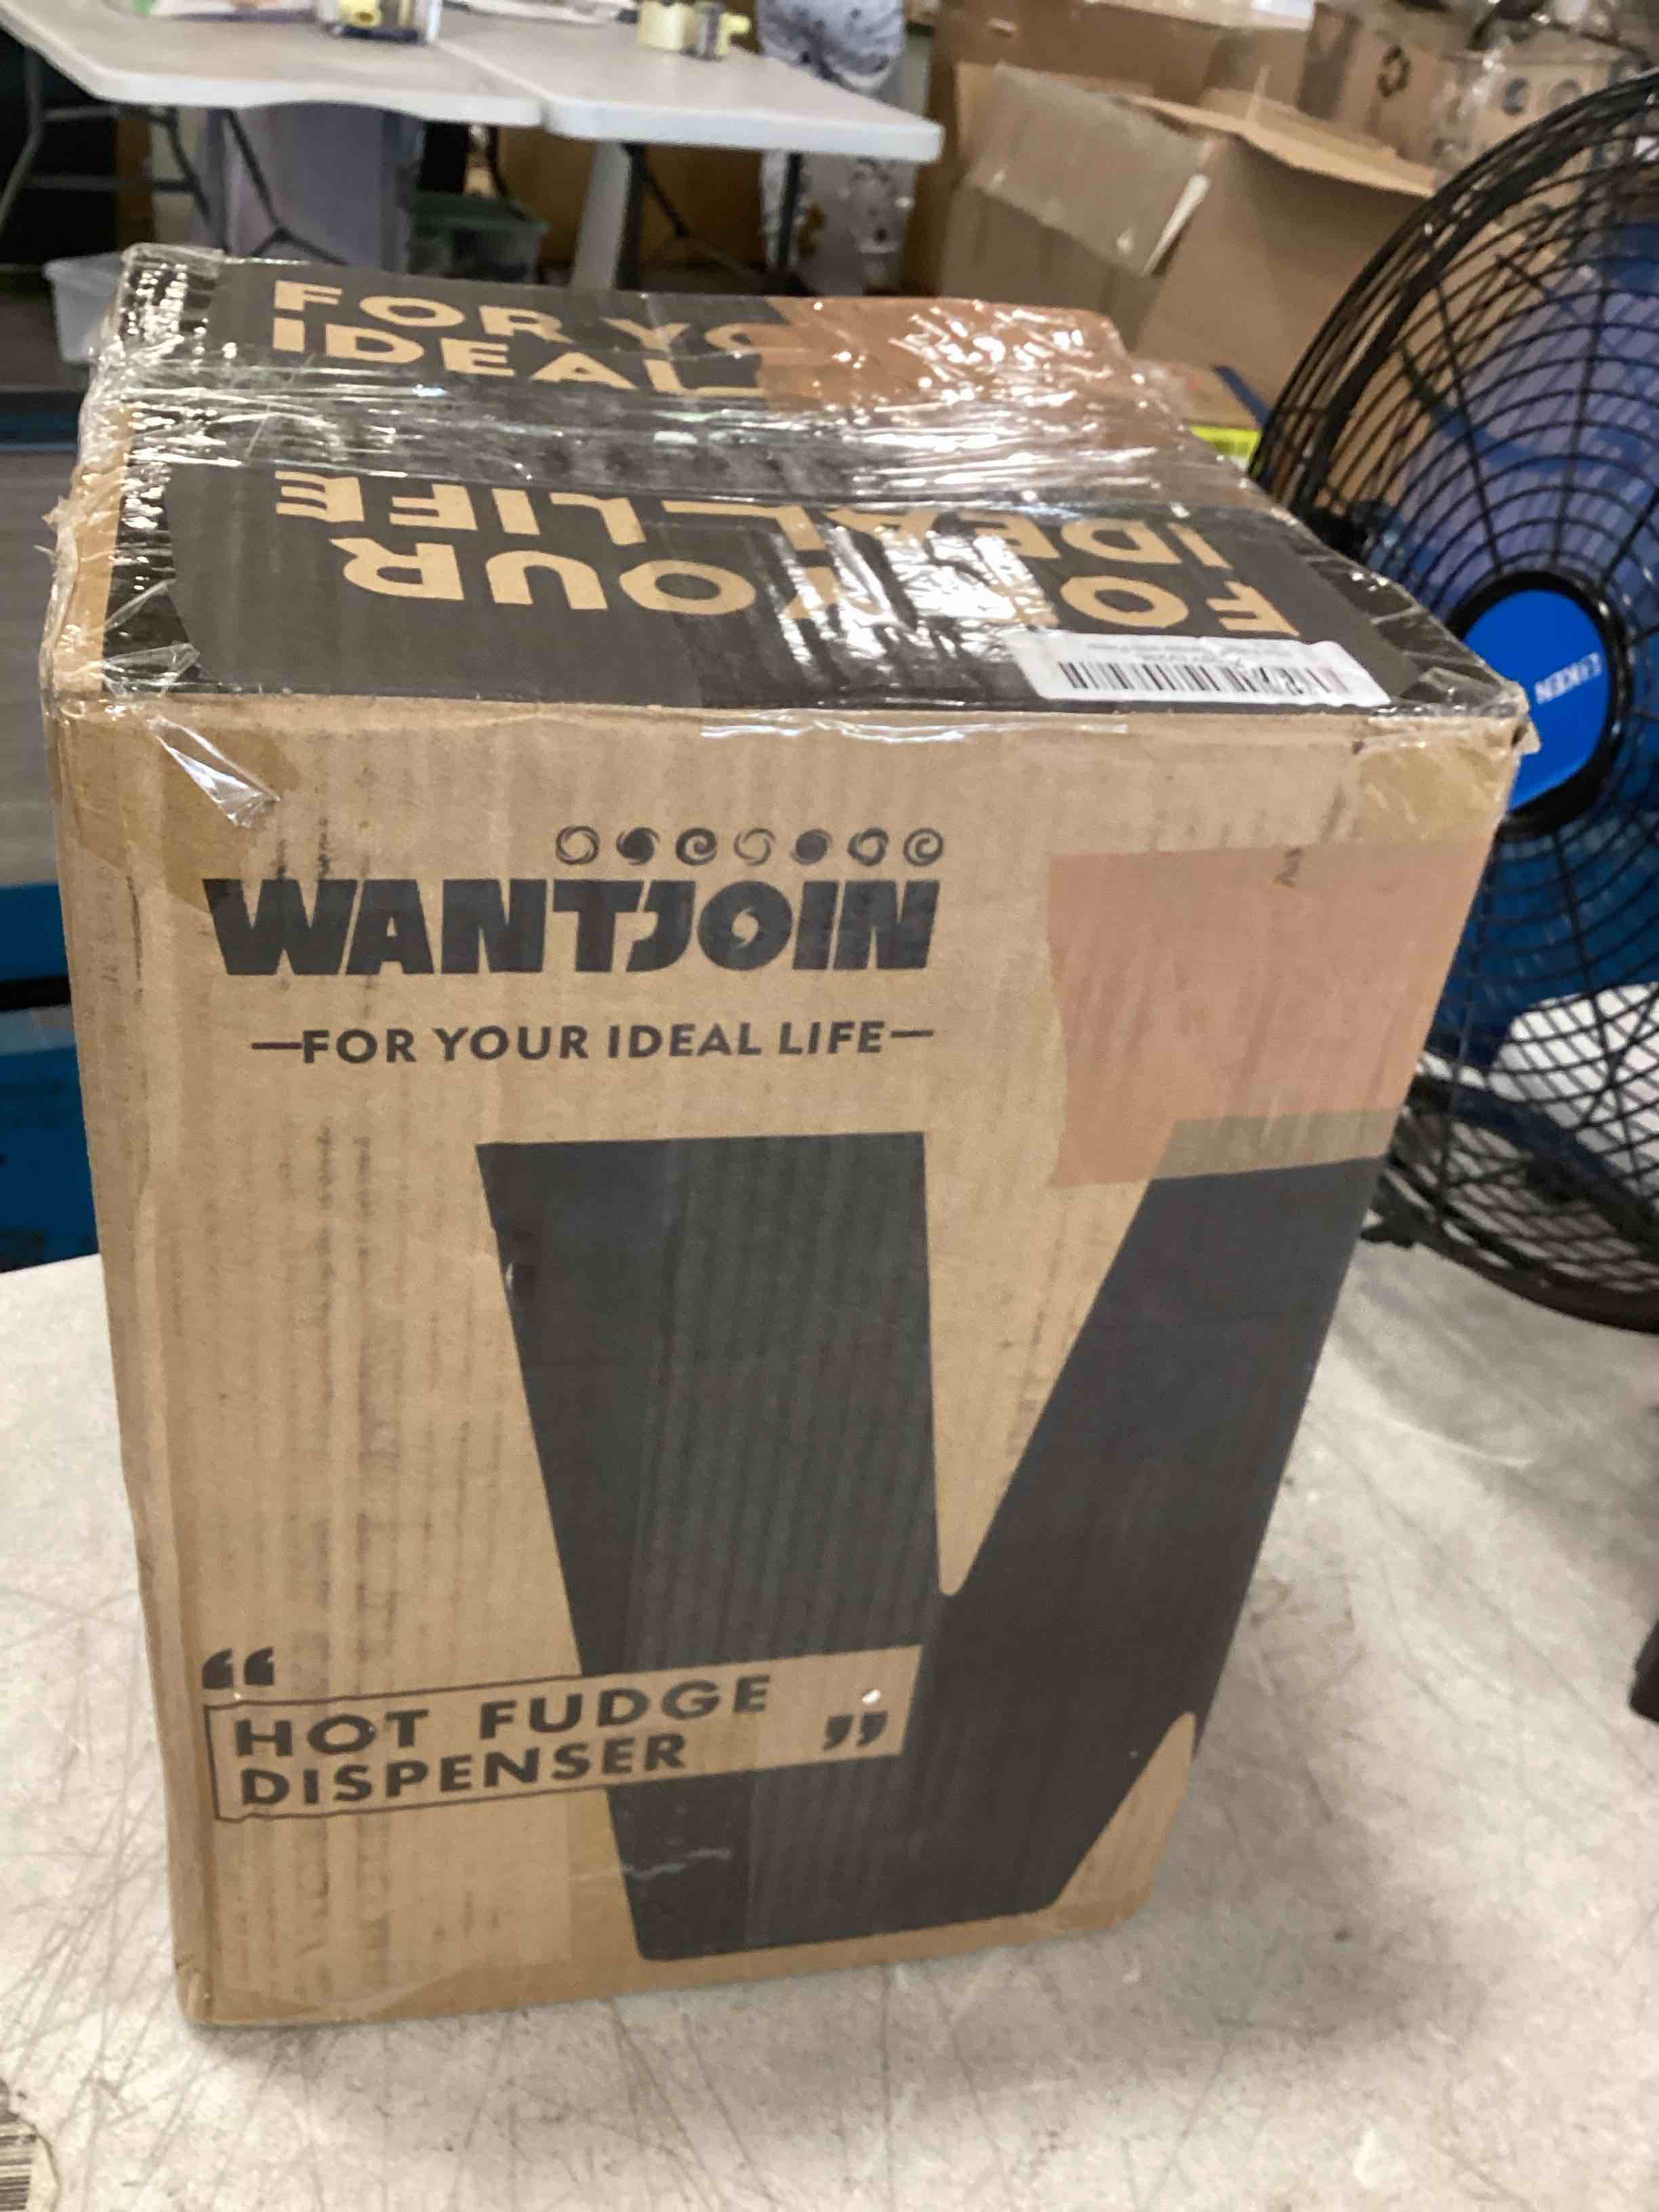 FOR YO
IDEAL
FOR YOUR
IDEAL LIFE
WANTJOIN
—FOR YOUR IDEAL LIFE—
“
HOT FUDGE
DISPENSER
”